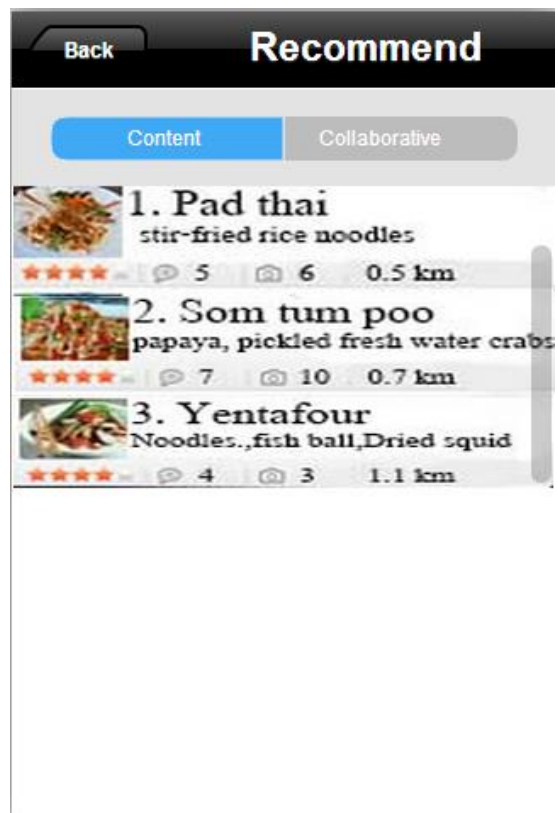 Back Recommend
Content Collaborative
1. Pad thai
stir-fried rice noodles
5 6 0.5 km
2. Som tum poo
papaya, pickled fresh water crabs
7 10 0.7 km
3. Yentafour
Noodles.,fish ball,Dried squid
4 3 1.1 km